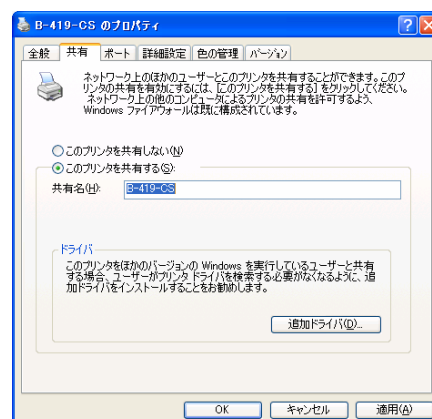 B-419-CS のプロパティ
全般 共有 ポート 詳細設定 色の管理 バージョン
ネットワーク上のほかのユーザーとこのプリンタを共有することができます。このプ
リンタの共有を有効にするには、[このプリンタを共有する] をクリックしてください。
ネットワーク上の他のコンピュータによるプリンタの共有を許可するよう、
Windows ファイアウォールは既に構成されています。
このプリンタを共有しない(N)
このプリンタを共有する(S):
共有名(H): B-419-CS
ドライバ
このプリンタをほかのバージョンの Windows を実行しているユーザーと共有
する場合、ユーザーがプリンタ ドライバを検索する必要がなくなるように、追
加ドライバをインストールすることをお勧めします。
追加ドライバ(D)...
OK キャンセル 適用(A)